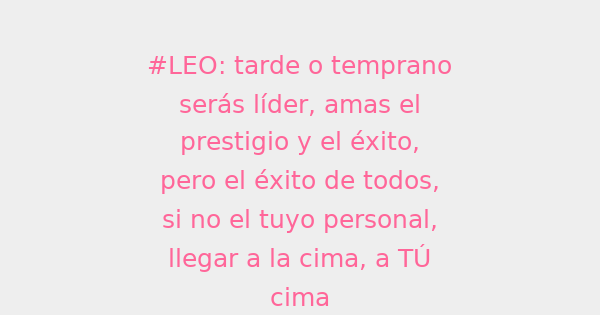 #LEO: tarde o temprano
serás líder, amas el
prestigio y el éxito,
pero el éxito de todos,
si no el tuyo personal,
llegar a la cima, a TÚ
cima